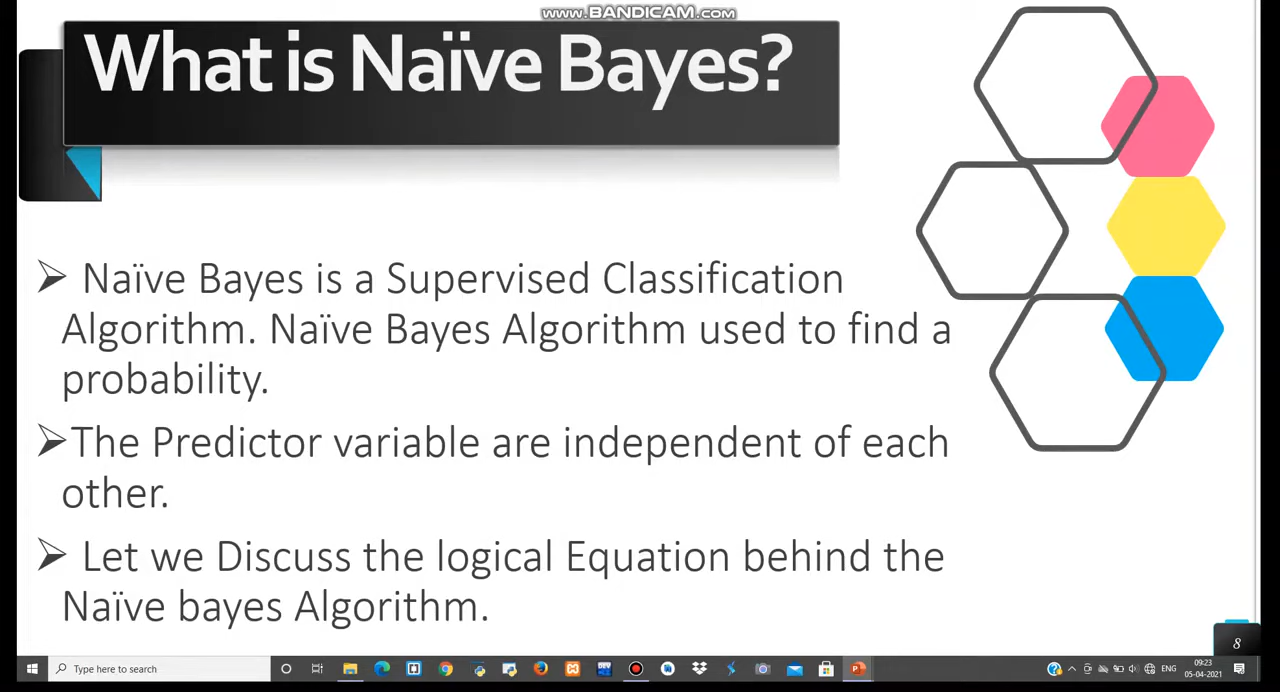 www.BANDICAM.com
What is Naïve Bayes?
Naïve Bayes is a Supervised Classification
Algorithm. Naïve Bayes Algorithm used to find a
probability.
The Predictor variable are independent of each
other.
Let we Discuss the logical Equation behind the
Naïve bayes Algorithm.
8
Type here to search
ENG
09:23
05-04-2021